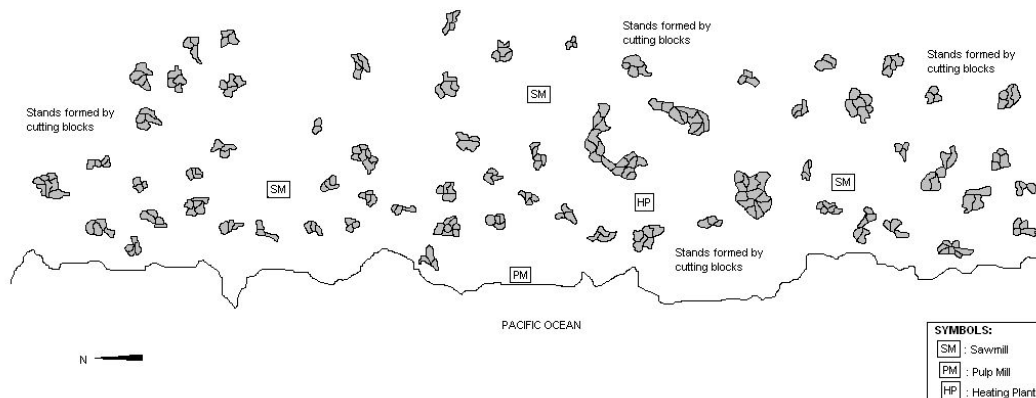 Stands formed by
cutting blocks
Stands formed by
cutting blocks
Stands formed by
cutting blocks
SM
SM
SM
HP
Stands formed by
cutting blocks
PM
PACIFIC OCEAN
N
SYMBOLS:
SM : Sawmill
PM : Pulp Mill
HP : Heating Plant